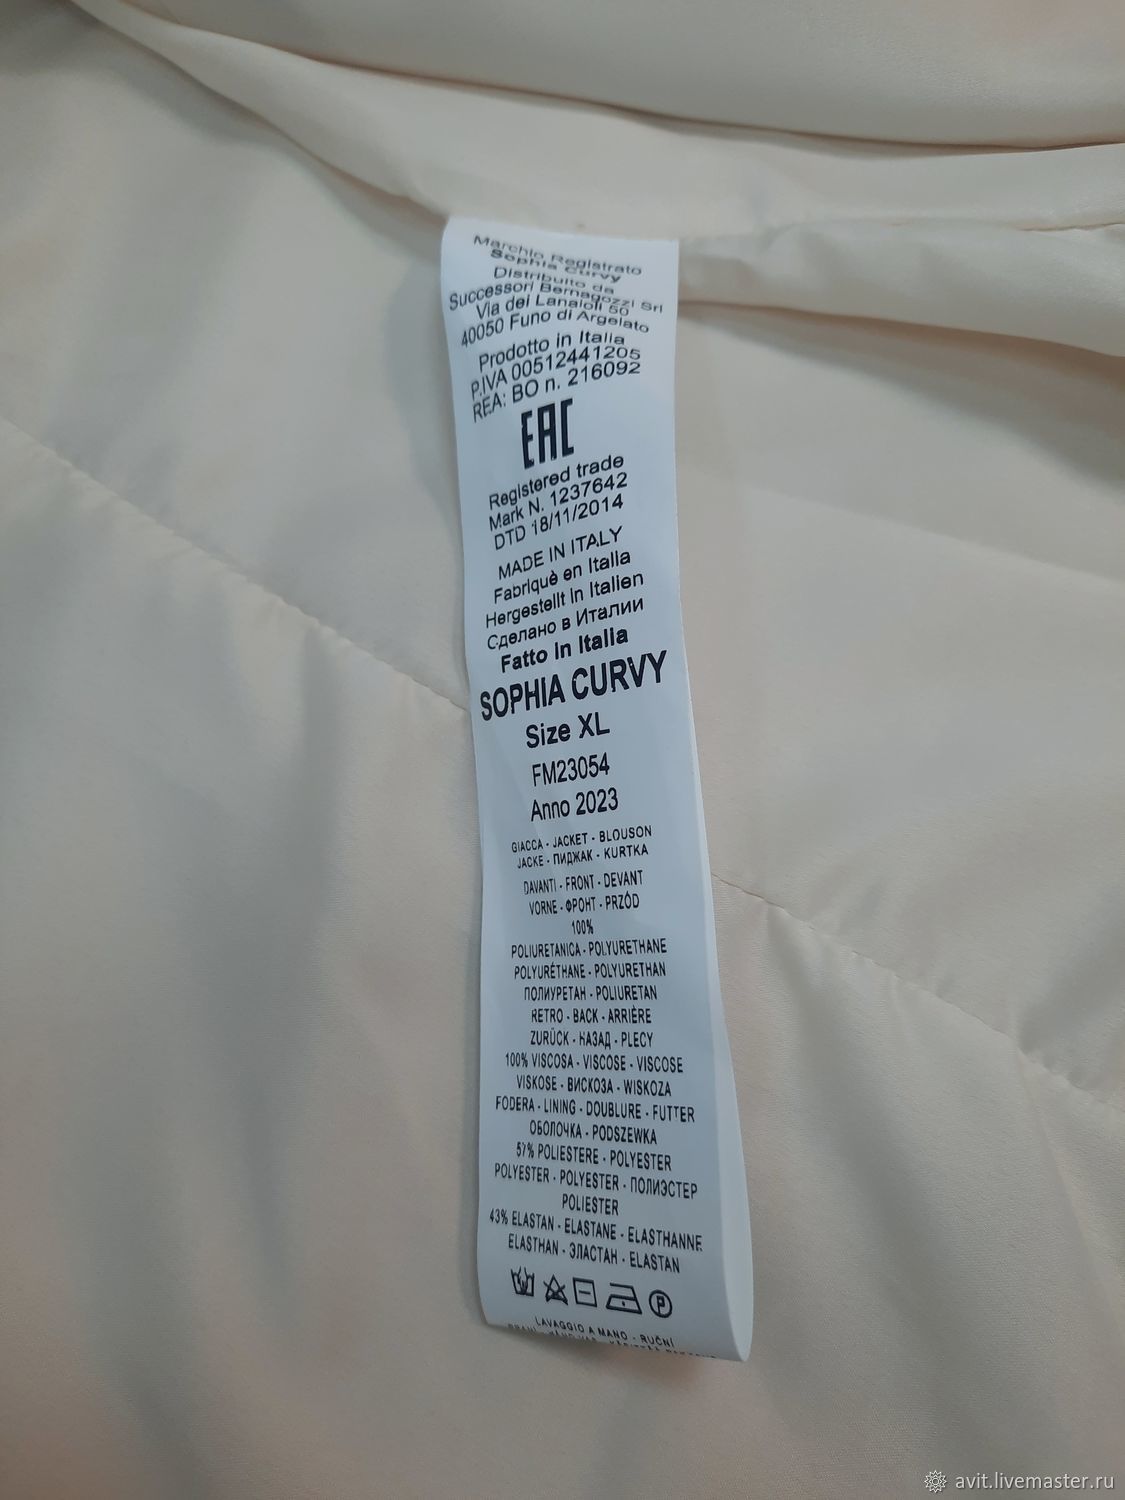 Marchio Registrato
Sophia Curvy
Distribuito da
Successori Bernagozzi Srl
Via dei Lanaioli 50
40050 Funo di Argelato
Prodotto in Italia
P.IVA 00512441205
REA: BO n. 216092
EAC
Registered trade
Mark N. 1237642
DTD 18/11/2014
MADE IN ITALY
Fabriquè en Italia
Hergestellt in Italien
Сделано в Италии
Fatto in Italia
SOPHIA CURVY
Size XL
FM23054
Anno 2023
GIACCA - JACKET - BLOUSON
JACKE - ПИДЖАК - KURTKA
DAVANTI - FRONT - DEVANT
VORNE - ФРОНТ - PRZÓD
100%
POLIURETANICA - POLYURETHANE
POLYURÉTHANE - POLYURETHAN
ПОЛИУРЕТАН - POLIURETAN
RETRO - BACK - ARRIÈRE
ZURÜCK - НАЗАД - PLECY
100% VISCOSA - VISCOSE - VISCOSE
VISKOSE - ВИСКОЗА - WISKOZA
FODERA - LINING - DOUBLURE - FUTTER
ОБОЛОЧКА - PODSZEWKA
57% POLIESTERE - POLYESTER
POLYESTER - POLYESTER - ПОЛИЭСТЕР
POLIESTER
43% ELASTAN - ELASTANE - ELASTHANNE
ELASTHAN - ЭЛАСТАН - ELASTAN
P
LAVAGGIO A MANO - RUČNÍ
avit.livemaster.ru